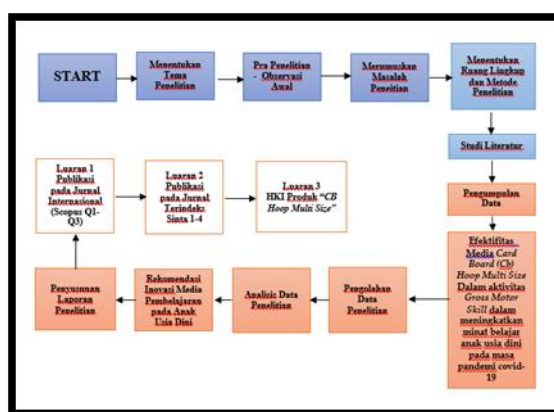 START
Menentukan
Tema
Penelitian
Pra Penelitian
- Observasi
Awal
Merumuskan
Masalah
Peneitian
Menentukan
Ruang Lingkup
dan Metode
Penelitian
Studi Literatur
Pengumpulan
Data
Efektifitas
Media Card
Board (Cb)
Hoop Multi Size
Dalam aktivitas
Gross Motor
Skill dalam
meningkatkan
minat belajar
anak usia dini
pada masa
pandemi covid-
19
Pengolahan
Data Penelitian
Analisis Data
Penelitian
Rekomendasi
Inovasi Media
Pembelajaran
pada Anak
Usia Dini
Penyusunan
Laporan
Penelitian
Luaran 1
Publikasi
pada Jurnal
Internasional
(Scopus Q1-
Q3)
Luaran 2
Publikasi
pada Jurnal
Terindeks
Sinta 1-4
Luaran 3
HKI Produk "CB
Hoop Multi Size"